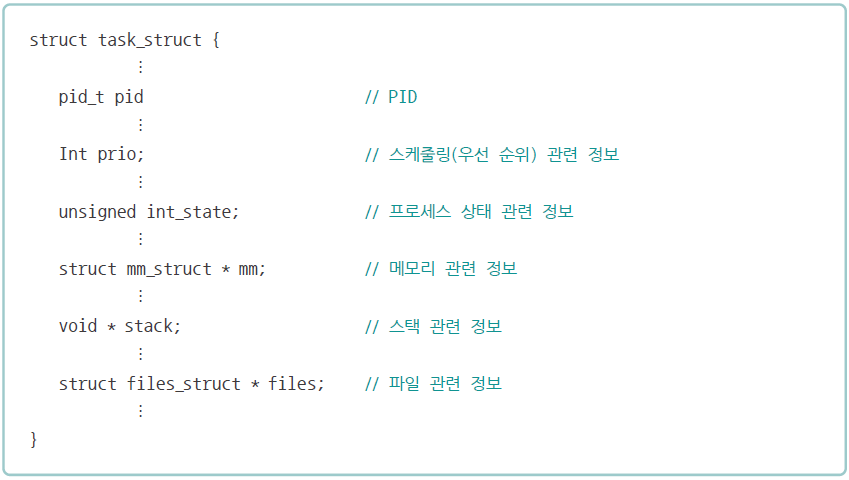 struct task_struct {
⋮
pid_t pid // PID
⋮
Int prio; // 스케줄링(우선 순위) 관련 정보
⋮
unsigned int_state; // 프로세스 상태 관련 정보
⋮
struct mm_struct * mm; // 메모리 관련 정보
⋮
void * stack; // 스택 관련 정보
⋮
struct files_struct * files; // 파일 관련 정보
⋮
}